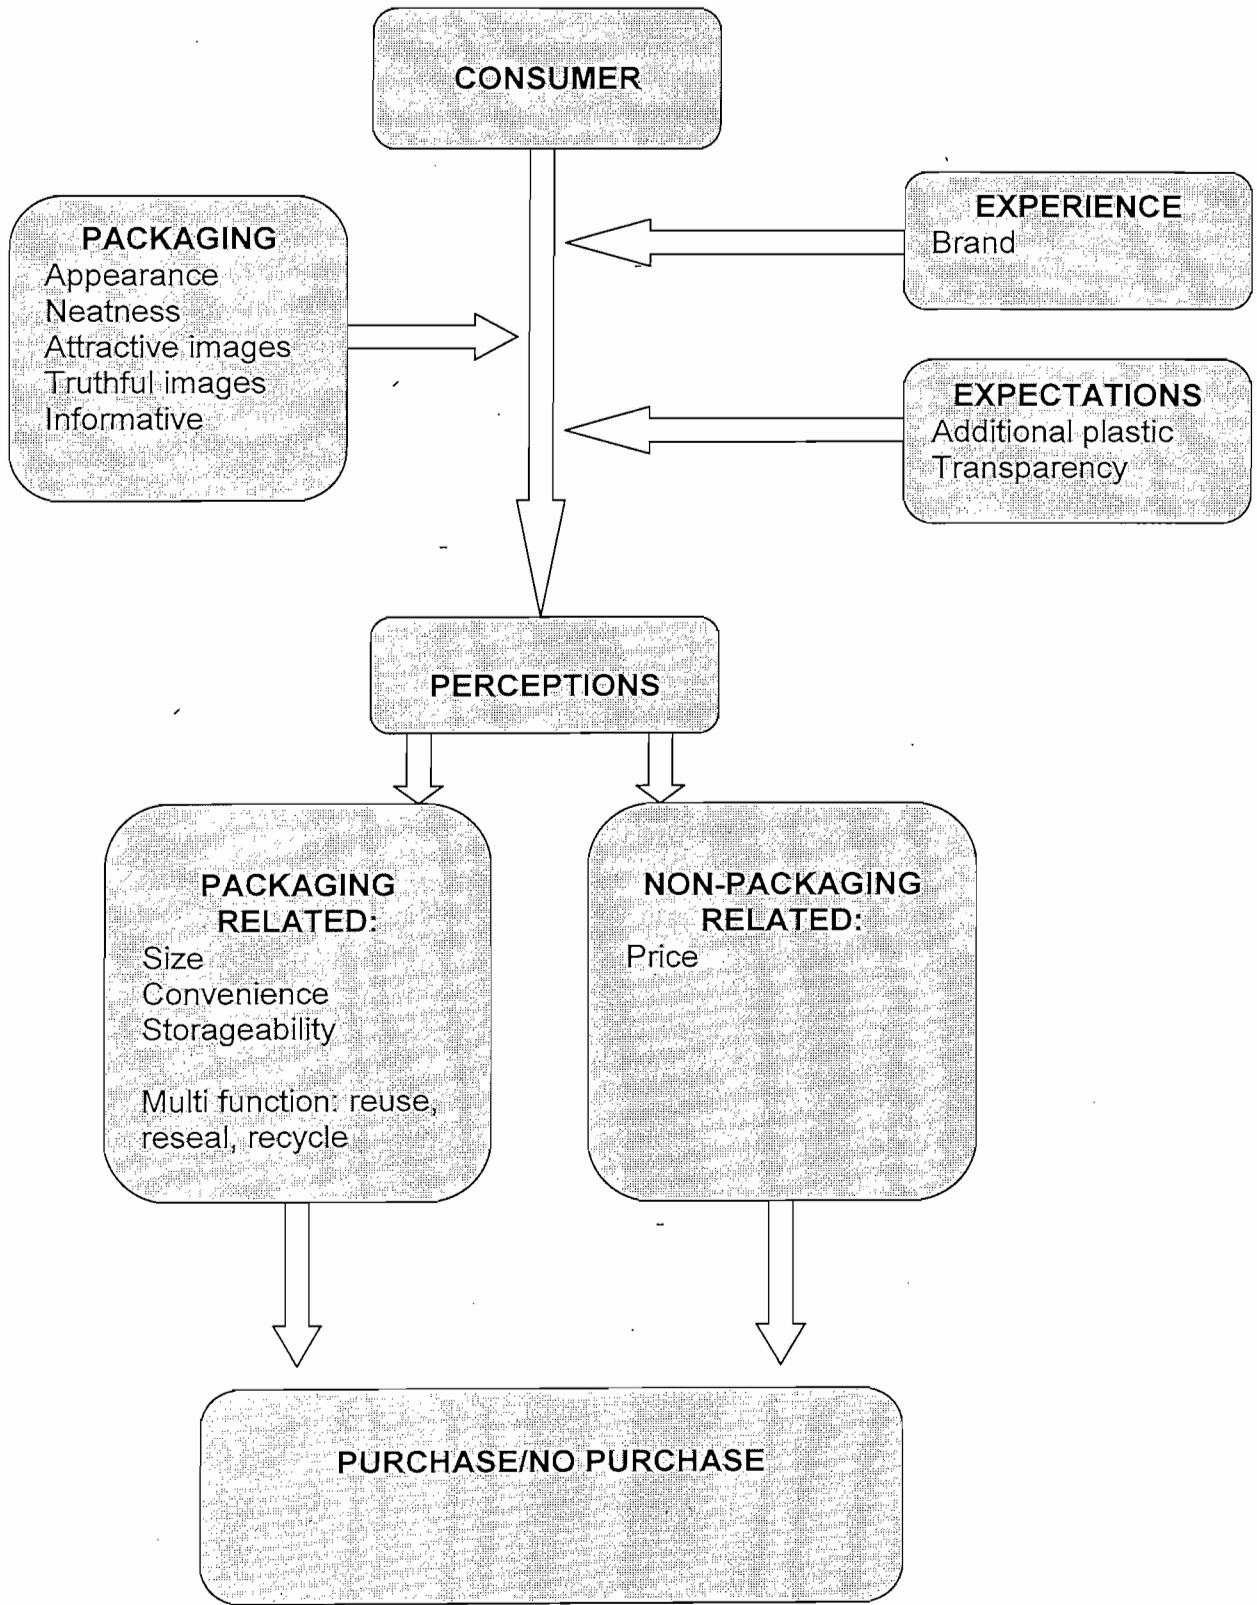 CONSUMER
EXPERIENCE
Brand
PACKAGING
Appearance
Neatness
Attractive images
Truthful images
Informative
EXPECTATIONS
Additional plastic
Transparency
PERCEPTIONS
PACKAGING
RELATED:
Size
Convenience
Storageability
Multi function: reuse,
reseal, recycle
NON-PACKAGING
RELATED:
Price
PURCHASE/NO PURCHASE